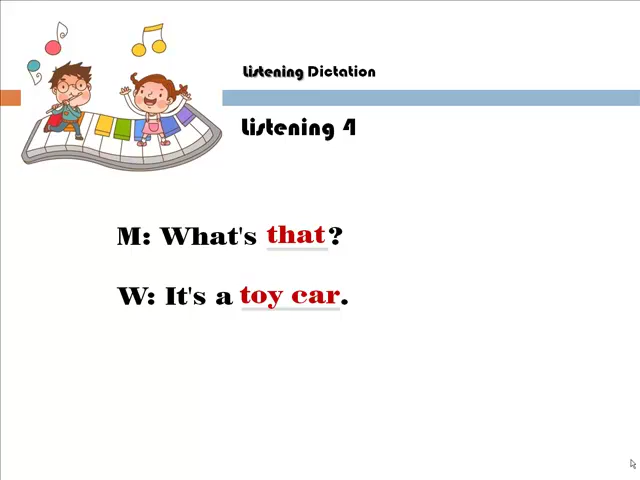 Listening Dictation
Listening 4
M: What's that?
W: It's a toy car.